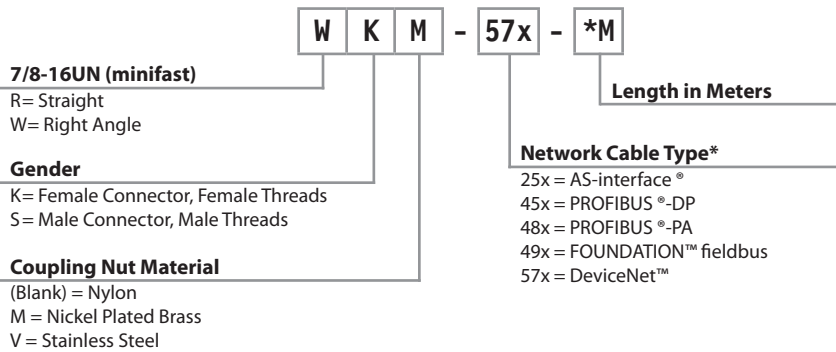 W K M - 57x - *M
7/8-16UN (minifast)
R= Straight
W= Right Angle
Gender
K= Female Connector, Female Threads
S= Male Connector, Male Threads
Coupling Nut Material
(Blank) = Nylon
M = Nickel Plated Brass
V = Stainless Steel
Length in Meters
Network Cable Type*
25x = AS-interface ®
45x = PROFIBUS ®-DP
48x = PROFIBUS ®-PA
49x = FOUNDATION™ fieldbus
57x = DeviceNet™